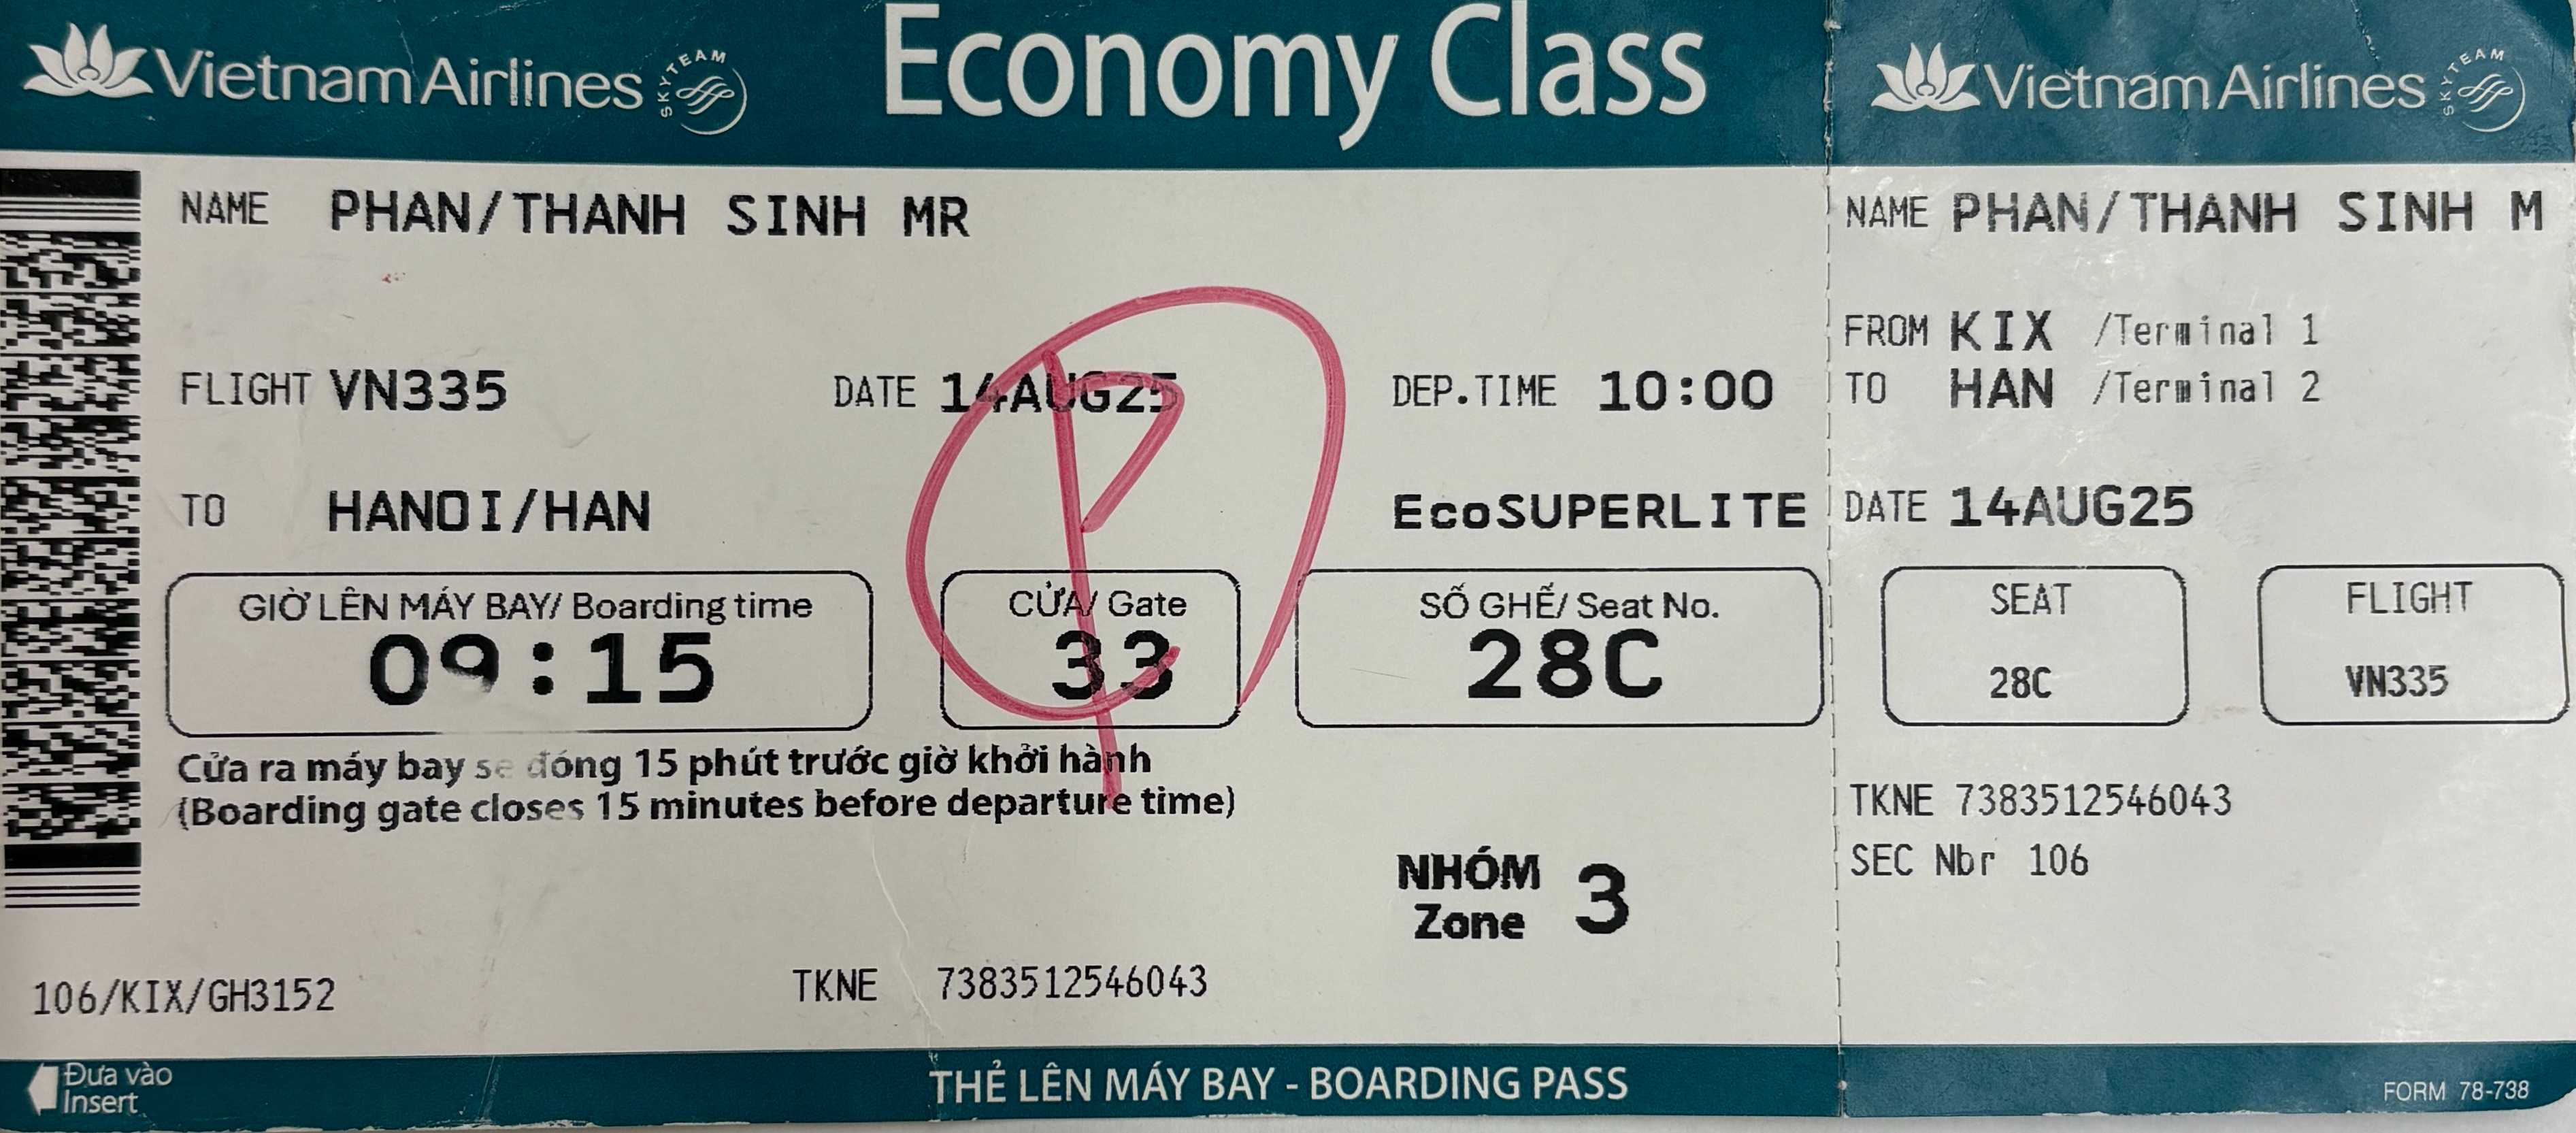 Vietnam Airlines SKYTEAM
Economy Class
NAME PHAN/THANH SINH MR
FLIGHT VN335 DATE 14AUG25 DEP.TIME 10:00
TO HANOI/HAN EcoSUPERLITE
GIỜ LÊN MÁY BAY/ Boarding time
09:15
CỬA/ Gate
33
SỐ GHẾ/ Seat No.
28C
P
Cửa ra máy bay sẽ đóng 15 phút trước giờ khởi hành
(Boarding gate closes 15 minutes before departure time)
NHÓM
Zone 3
106/KIX/GH3152 TKNE 7383512546043
Đưa vào
Insert
THẺ LÊN MÁY BAY - BOARDING PASS
Vietnam Airlines SKYTEAM
NAME PHAN/THANH SINH M
FROM KIX /Terminal 1
TO HAN /Terminal 2
DATE 14AUG25
SEAT
28C
FLIGHT
VN335
TKNE 7383512546043
SEC Nbr 106
FORM 78-738